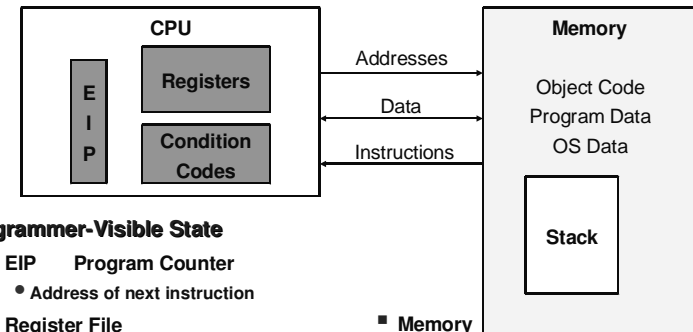 CPU
Memory
E
I
P
Registers
Condition
Codes
Addresses
Data
Instructions
Object Code
Program Data
OS Data
Stack
grammer-Visible State
EIP Program Counter
• Address of next instruction
Register File
▪ Memory